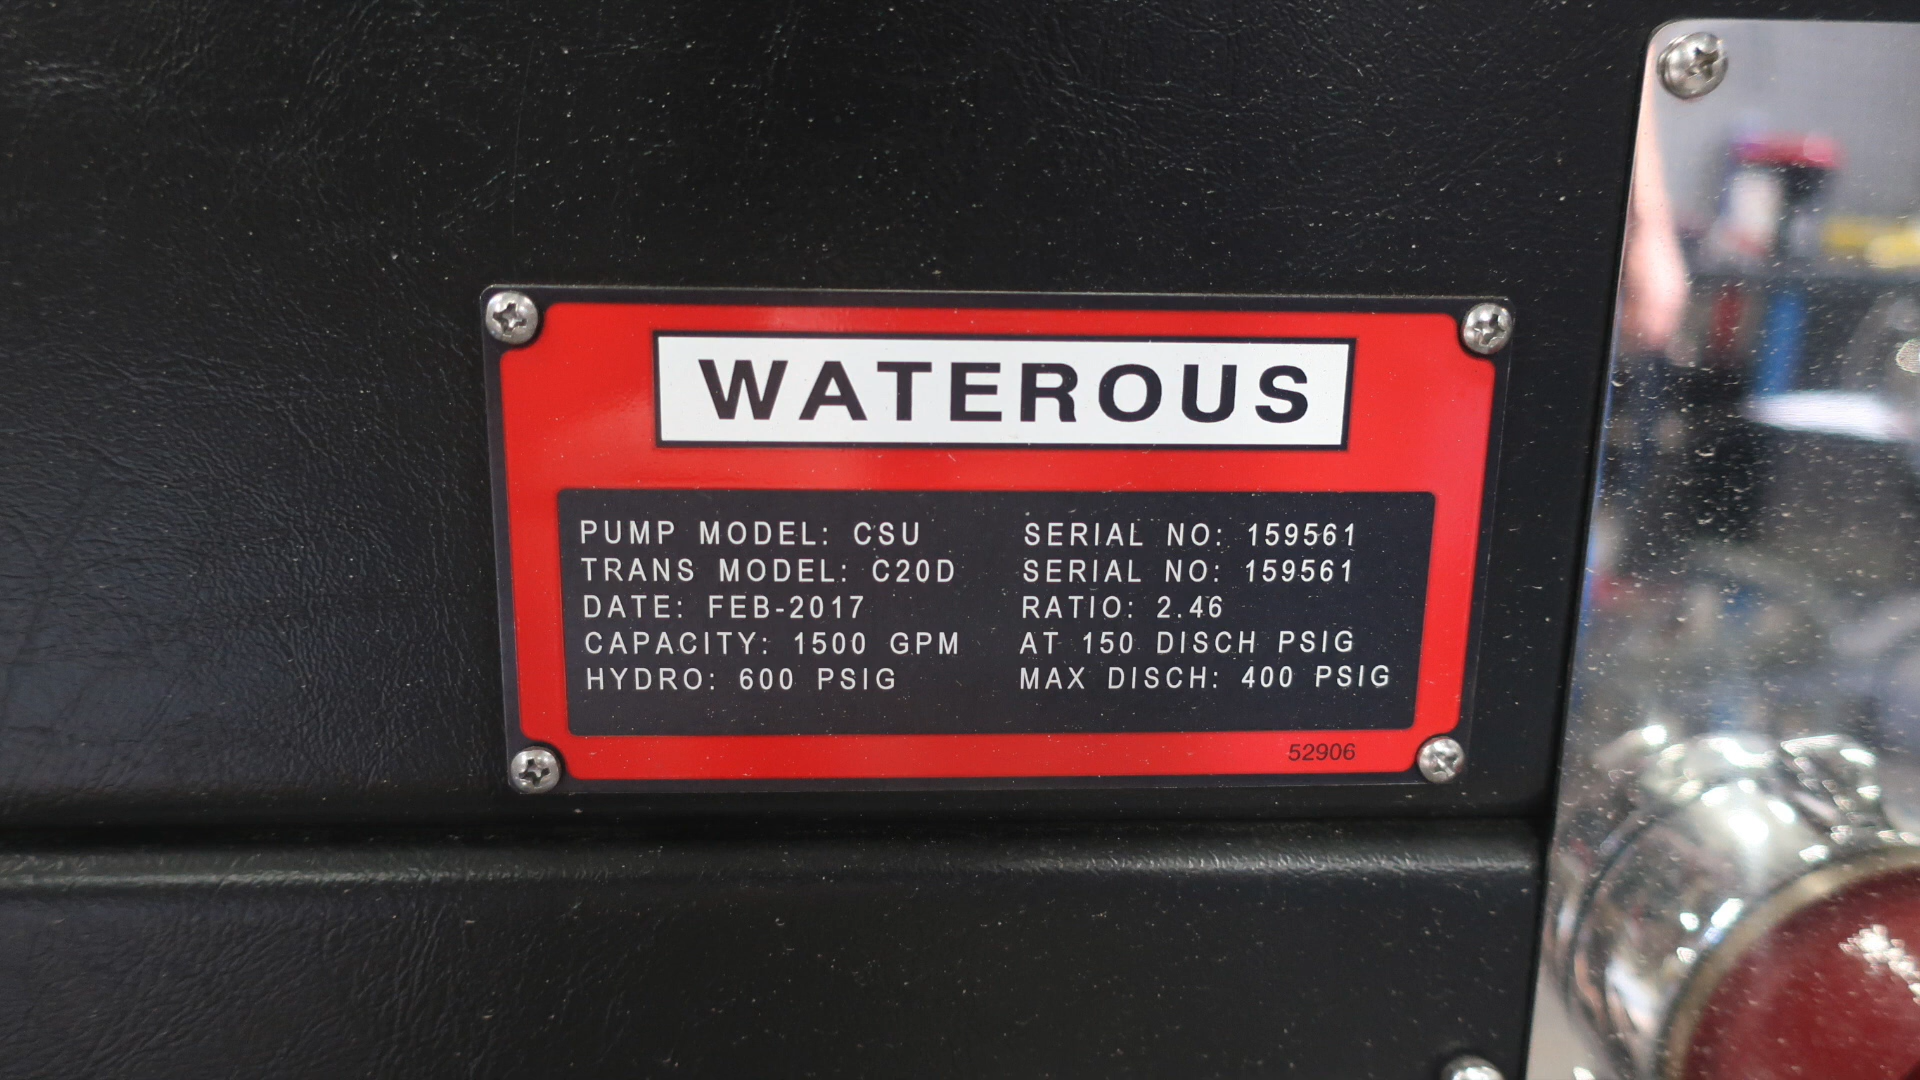 WATEROUS
PUMP MODEL: CSU SERIAL NO: 159561
TRANS MODEL: C20D SERIAL NO: 159561
DATE: FEB-2017 RATIO: 2.46
CAPACITY: 1500 GPM AT 150 DISCH PSIG
HYDRO: 600 PSIG MAX DISCH: 400 PSIG
52906